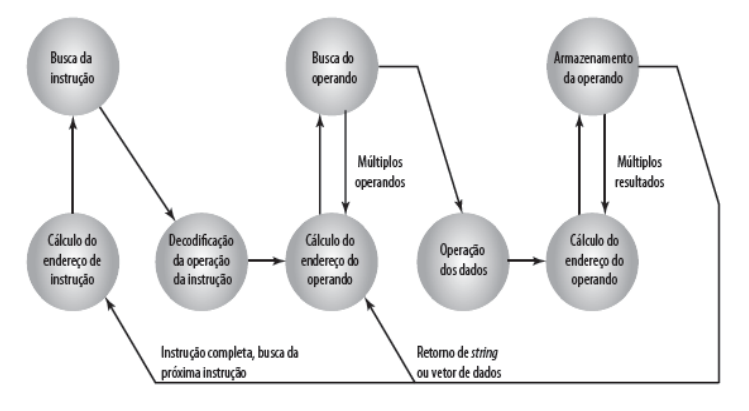 Busca da
instrução
Busca do
operando
Armazenamento
da operando
Múltiplos
operandos
Múltiplos
resultados
Cálculo do
endereço de
instrução
Decodificação
da operação
da instrução
Cálculo do
endereço do
operando
Operação
dos dados
Cálculo do
endereço do
operando
Instrução completa, busca da
próxima instrução
Retorno de string
ou vetor de dados